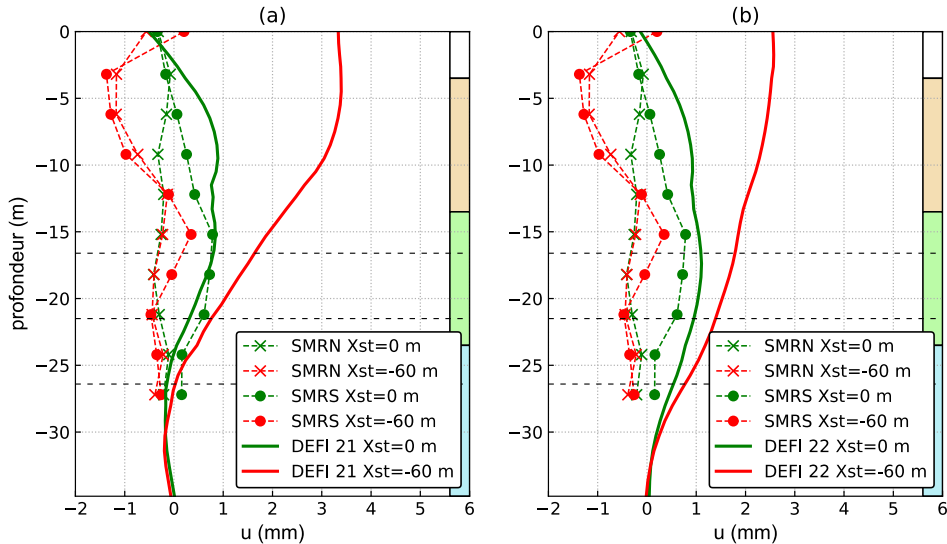 (a)
u (mm)
profondeur (m)
0
−5
−10
−15
−20
−25
−30
SMRN Xst=0 m
SMRN Xst=-60 m
SMRS Xst=0 m
SMRS Xst=-60 m
DEFI 21 Xst=0 m
DEFI 21 Xst=-60 m
−2 −1 0 1 2 3 4 5 6
(b)
0
−5
−10
−15
−20
−25
−30
SMRN Xst=0 m
SMRN Xst=-60 m
SMRS Xst=0 m
SMRS Xst=-60 m
DEFI 22 Xst=0 m
DEFI 22 Xst=-60 m
−2 −1 0 1 2 3 4 5 6
u (mm)